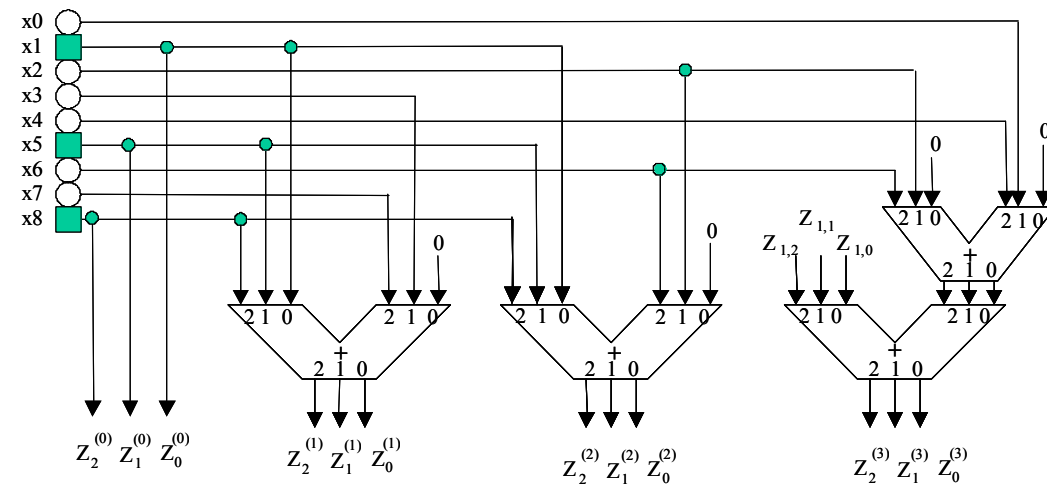 x0
x1
x2
x3
x4
x5
x6
x7
x8
0
0
0
0
2 1 0
2 1 0
+
2 1 0
Z1,2
Z1,1
Z1,0
2 1 0
2 1 0
+
2 1 0
2 1 0
2 1 0
+
2 1 0
2 1 0
2 1 0
+
2 1 0
Z2(0) Z1(0) Z0(0)
Z2(1) Z1(1) Z0(1)
Z2(2) Z1(2) Z0(2)
Z2(3) Z1(3) Z0(3)